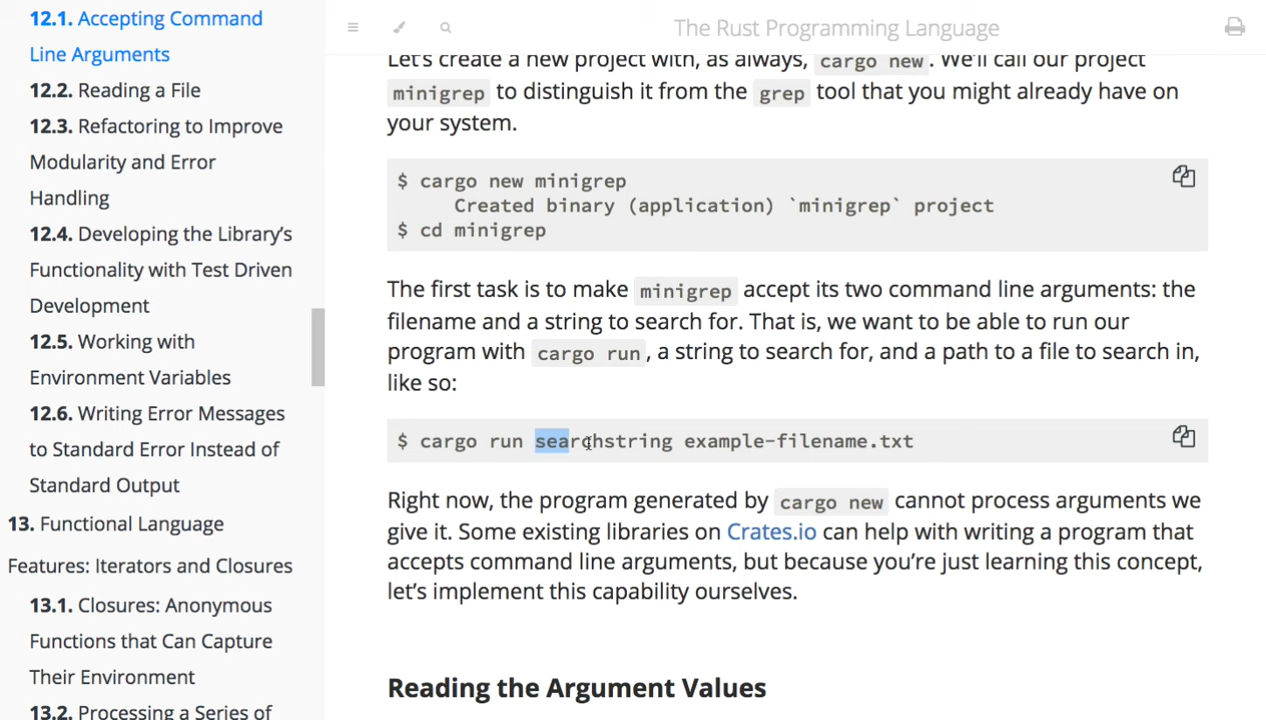 12.1. Accepting Command
Line Arguments
12.2. Reading a File
12.3. Refactoring to Improve
Modularity and Error
Handling
12.4. Developing the Library’s
Functionality with Test Driven
Development
12.5. Working with
Environment Variables
12.6. Writing Error Messages
to Standard Error Instead of
Standard Output
13. Functional Language
Features: Iterators and Closures
13.1. Closures: Anonymous
Functions that Can Capture
Their Environment
13.2. Processing a Series of
The Rust Programming Language
Let’s create a new project with, as always, cargo new. We’ll call our project
minigrep to distinguish it from the grep tool that you might already have on
your system.
$ cargo new minigrep
Created binary (application) `minigrep` project
$ cd minigrep
The first task is to make minigrep accept its two command line arguments: the
filename and a string to search for. That is, we want to be able to run our
program with cargo run, a string to search for, and a path to a file to search in,
like so:
$ cargo run searchstring example-filename.txt
Right now, the program generated by cargo new cannot process arguments we
give it. Some existing libraries on Crates.io can help with writing a program that
accepts command line arguments, but because you’re just learning this concept,
let’s implement this capability ourselves.
Reading the Argument Values